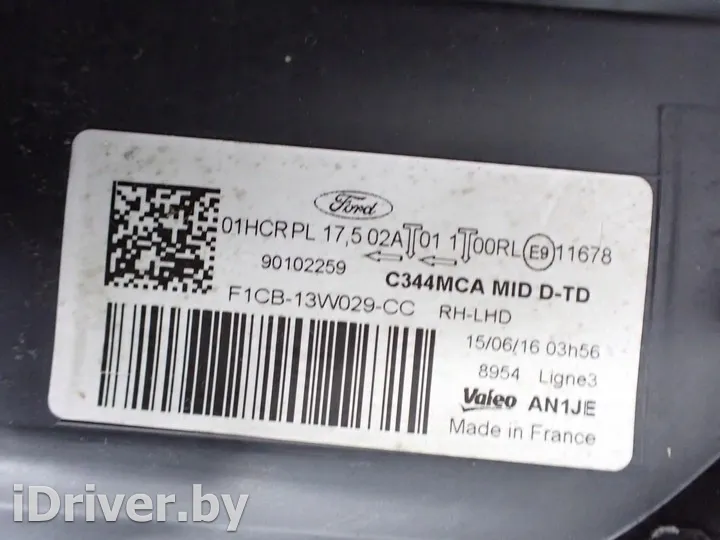 Ford
01HCR PL 17,5 02A 01 1 00RL E9 11678
90102259
C344MCA MID D-TD
F1CB-13W029-CC RH-LHD
15/06/16 03h56
8954 Ligne3
Valeo AN1JE
Made in France
iDriver.by